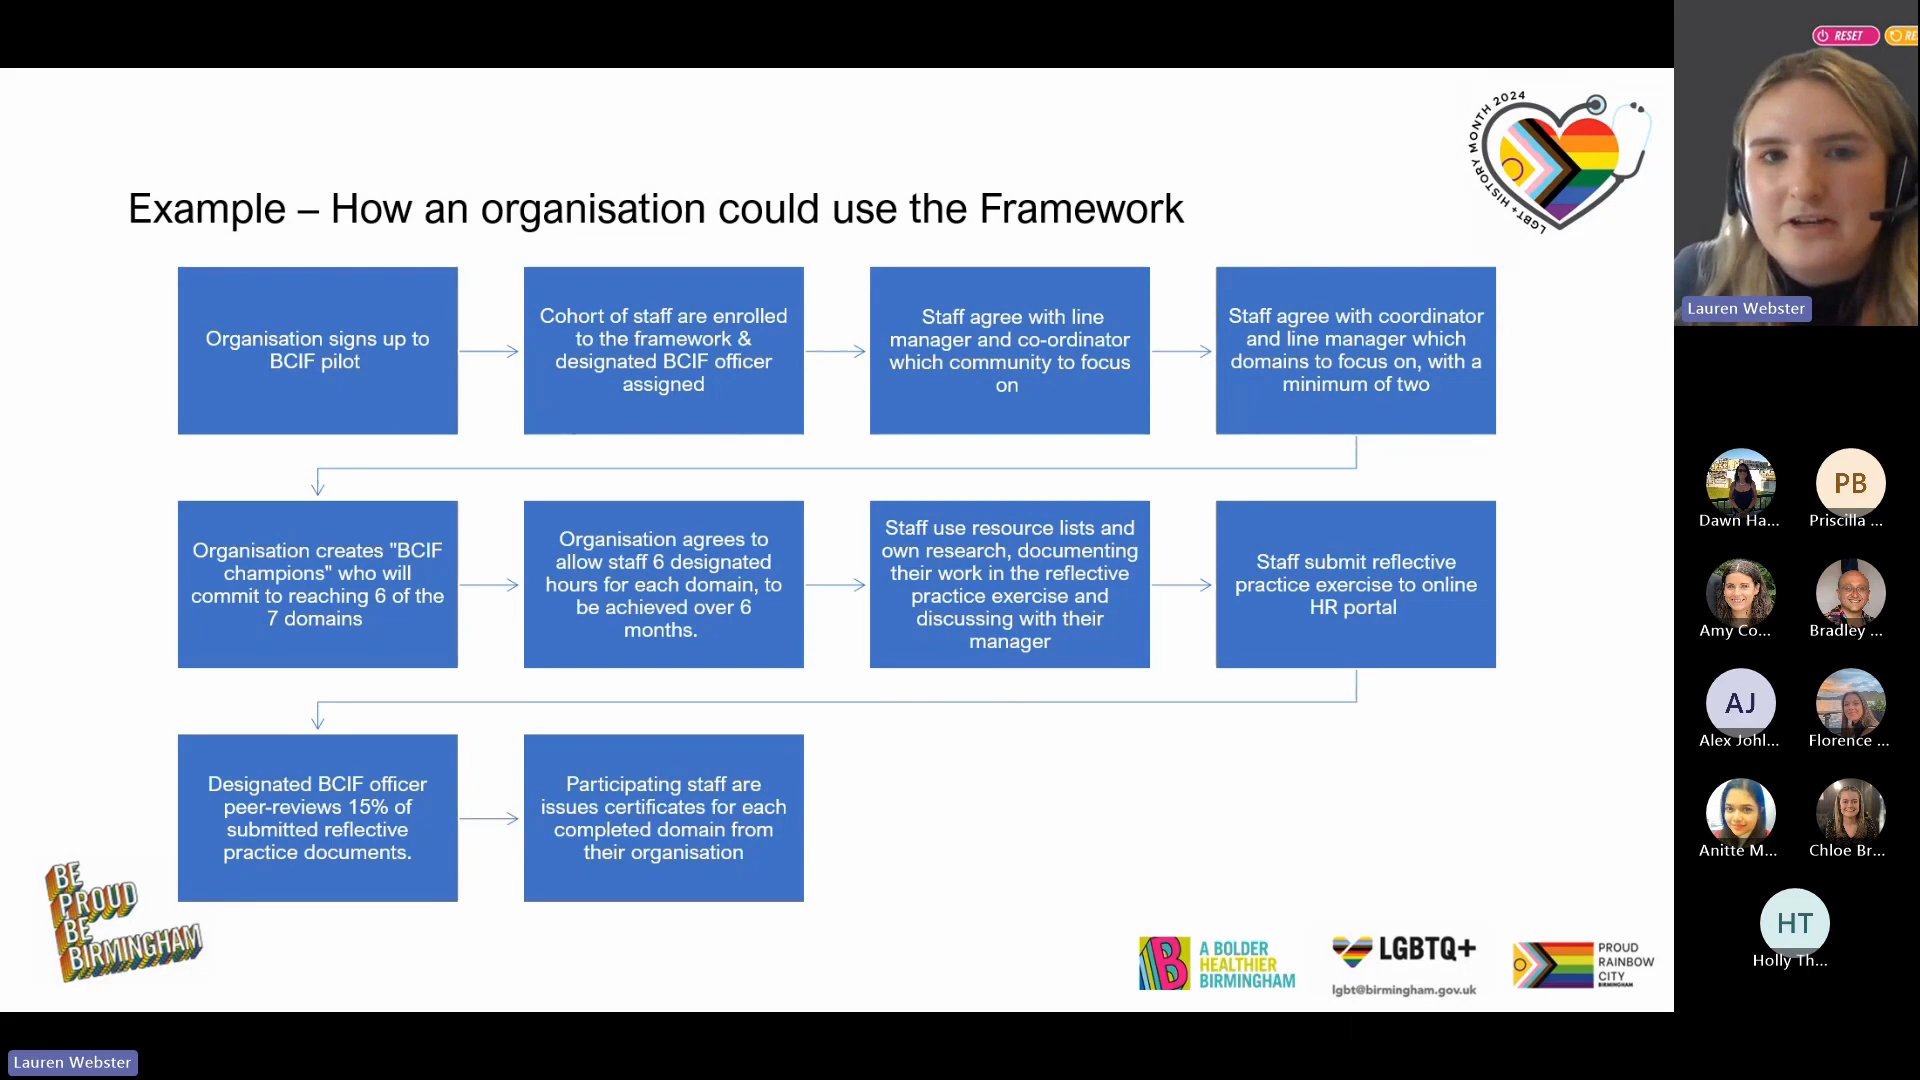 RESET
RE
LGBT+ HISTORY MONTH 2024
Example – How an organisation could use the Framework
Organisation signs up to
BCIF pilot
Cohort of staff are enrolled
to the framework &
designated BCIF officer
assigned
Staff agree with line
manager and co-ordinator
which community to focus
on
Staff agree with coordinator
and line manager which
domains to focus on, with a
minimum of two
Organisation creates "BCIF
champions" who will
commit to reaching 6 of the
7 domains
Organisation agrees to
allow staff 6 designated
hours for each domain, to
be achieved over 6
months.
Staff use resource lists and
own research, documenting
their work in the reflective
practice exercise and
discussing with their
manager
Staff submit reflective
practice exercise to online
HR portal
Designated BCIF officer
peer-reviews 15% of
submitted reflective
practice documents.
Participating staff are
issues certificates for each
completed domain from
their organisation
BE
PROUD
BE
BIRMINGHAM
A BOLDER
HEALTHIER
BIRMINGHAM
LGBTQ+
lgbt@birmingham.gov.uk
PROUD
RAINBOW
CITY
BIRMINGHAM
Lauren Webster
Dawn Ha...
PB
Priscilla ...
Amy Co...
Bradley ...
AJ
Alex Johl...
Florence ...
Anitte M...
Chloe Br...
HT
Holly Th...
Lauren Webster